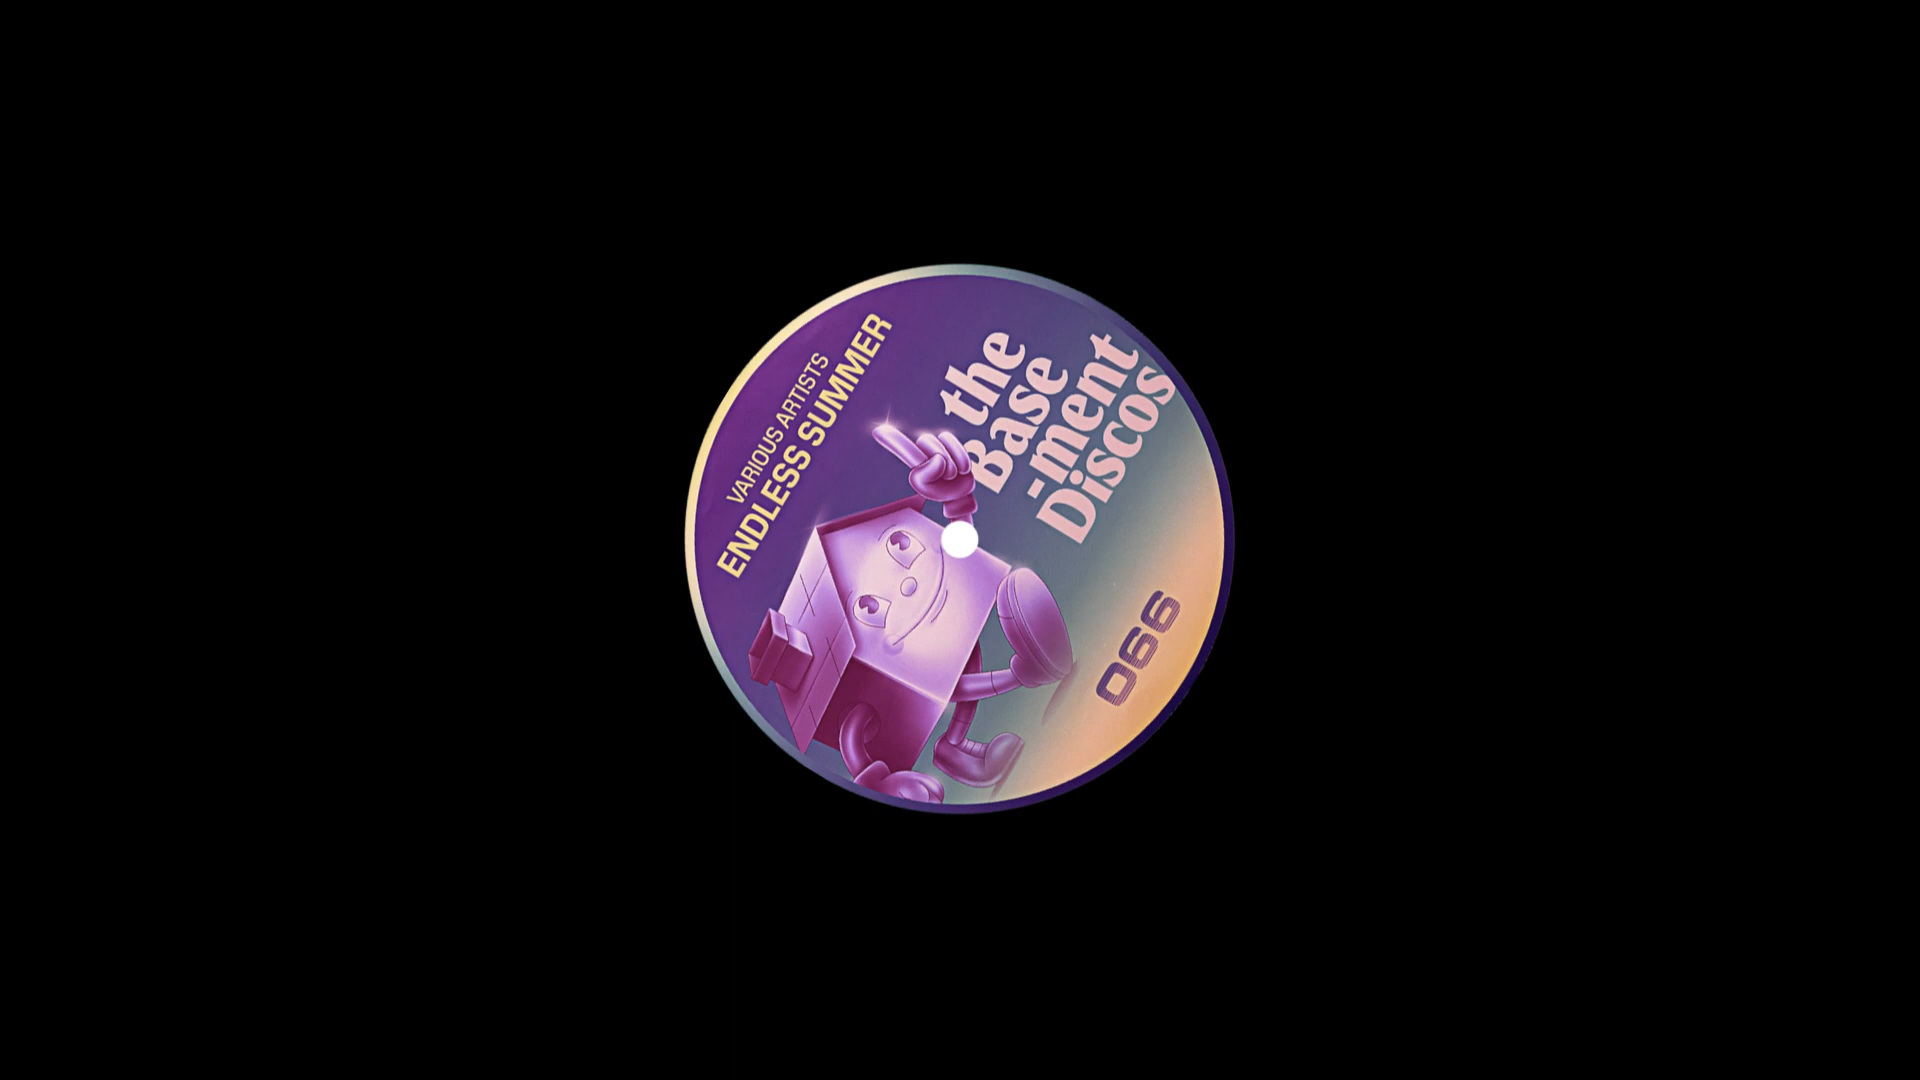 VARIOUS ARTISTS
ENDLESS SUMMER
the
Base
-ment
Discos
066